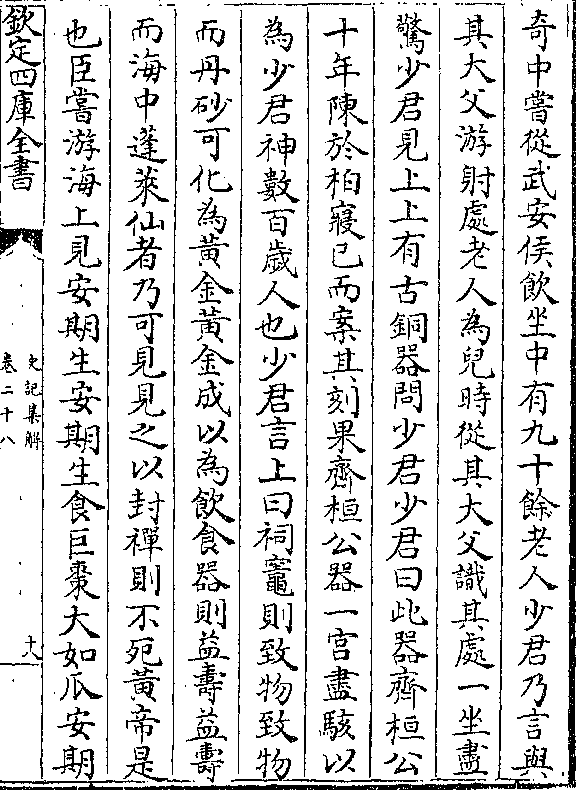 奇中嘗從武安侯飲坐中有九十餘老人少君乃言與
其大父游射處老人為兒時從其大父識其處一坐盡
驚少君見上上有古銅器問少君少君曰此器齊桓公
十年陳於柏寢已而案其刻果齊桓公器一宫盡駭以
為少君神數百歲人也少君言上曰祠竈則致物致物
而丹砂可化為黃金黃金成以為飲食器則益壽益壽
而海中蓬萊仙者乃可見見之以封禪則不死黃帝是
也臣嘗游海上見安期生安期生食巨棗大如瓜安期
欽定四庫全書
史記集解
卷二十八
十九